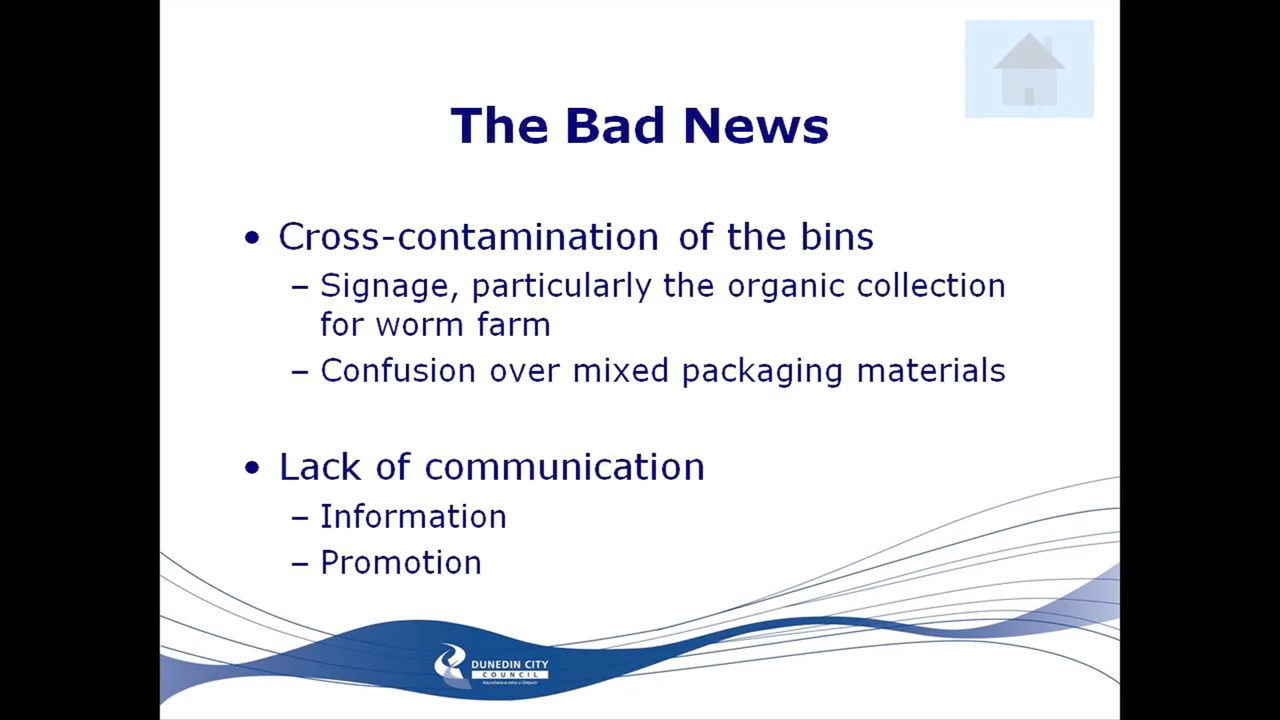 The Bad News
• Cross-contamination of the bins
– Signage, particularly the organic collection
for worm farm
– Confusion over mixed packaging materials
• Lack of communication
– Information
– Promotion
DUNEDIN CITY
COUNCIL